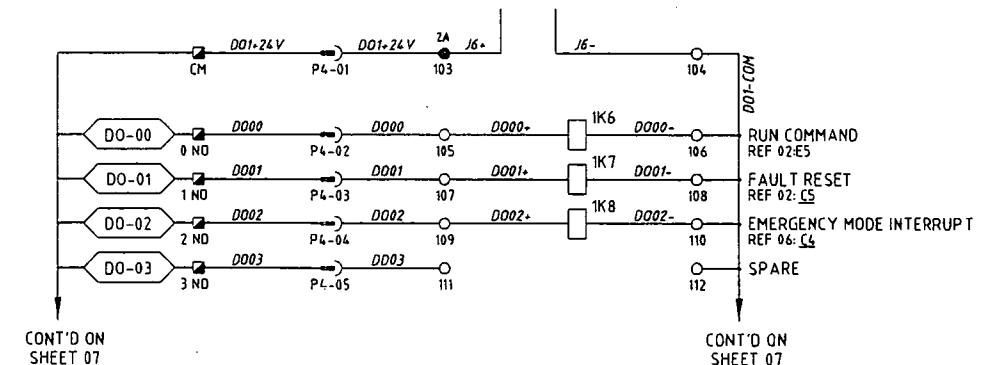 2A
DO1+24V DO1+24V J6+ J6-
CM P4-01 103 104
DO1-COM
DO-00 DO00 DO00 DO00+ 1K6 DO00- RUN COMMAND
0 NO P4-02 105 106 REF 02:E5
DO-01 DO01 DO01 DO01+ 1K7 DO01- FAULT RESET
1 NO P4-03 107 108 REF 02: C5
DO-02 DO02 DO02 DO02+ 1K8 DO02- EMERGENCY MODE INTERRUPT
2 NO P4-04 109 110 REF 06: C4
DO-03 DO03 DO03 SPARE
3 NO P4-05 111 112
CONT'D ON CONT'D ON
SHEET 07 SHEET 07